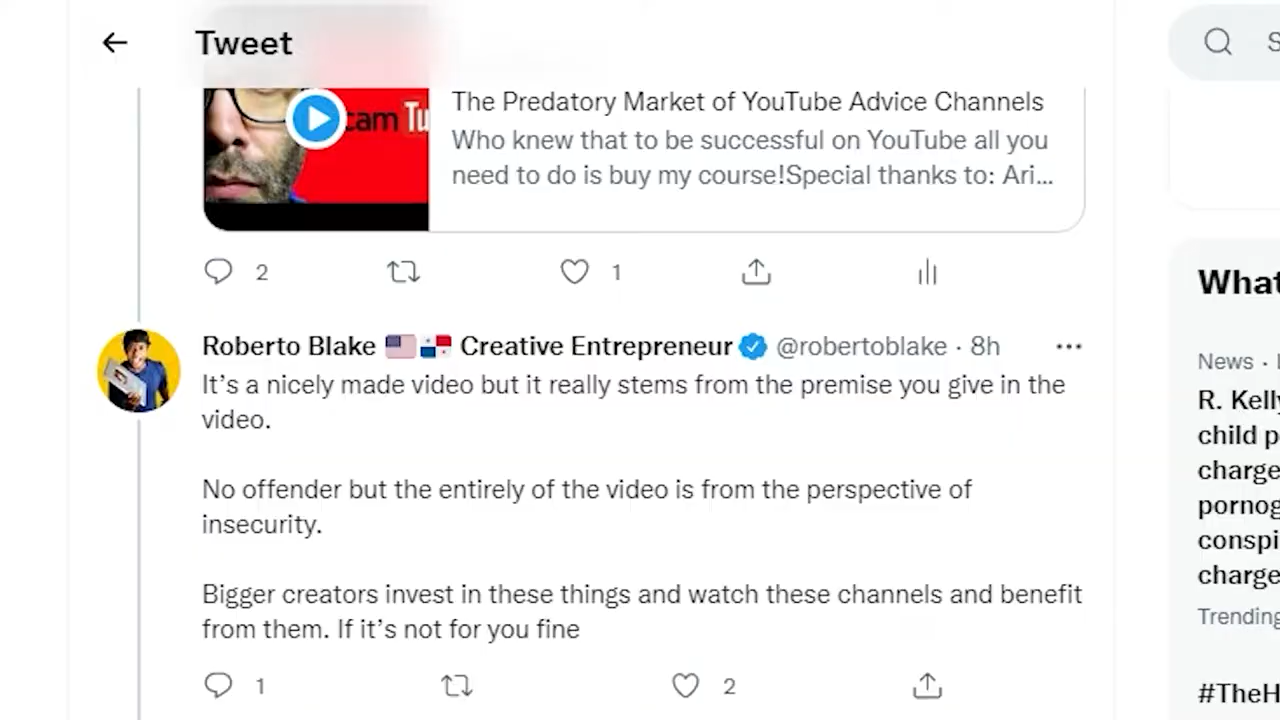 Tweet
cam Tu
The Predatory Market of YouTube Advice Channels
Who knew that to be successful on YouTube all you
need to do is buy my course!Special thanks to: Ari...
2
1
Roberto Blake 🇺🇸🇵🇦 Creative Entrepreneur @robertoblake · 8h
It’s a nicely made video but it really stems from the premise you give in the
video.
No offender but the entirely of the video is from the perspective of
insecurity.
Bigger creators invest in these things and watch these channels and benefit
from them. If it’s not for you fine
1
2
S
What
News ·
R. Kelly
child p
charge
pornog
conspi
charge
Trending
#TheH